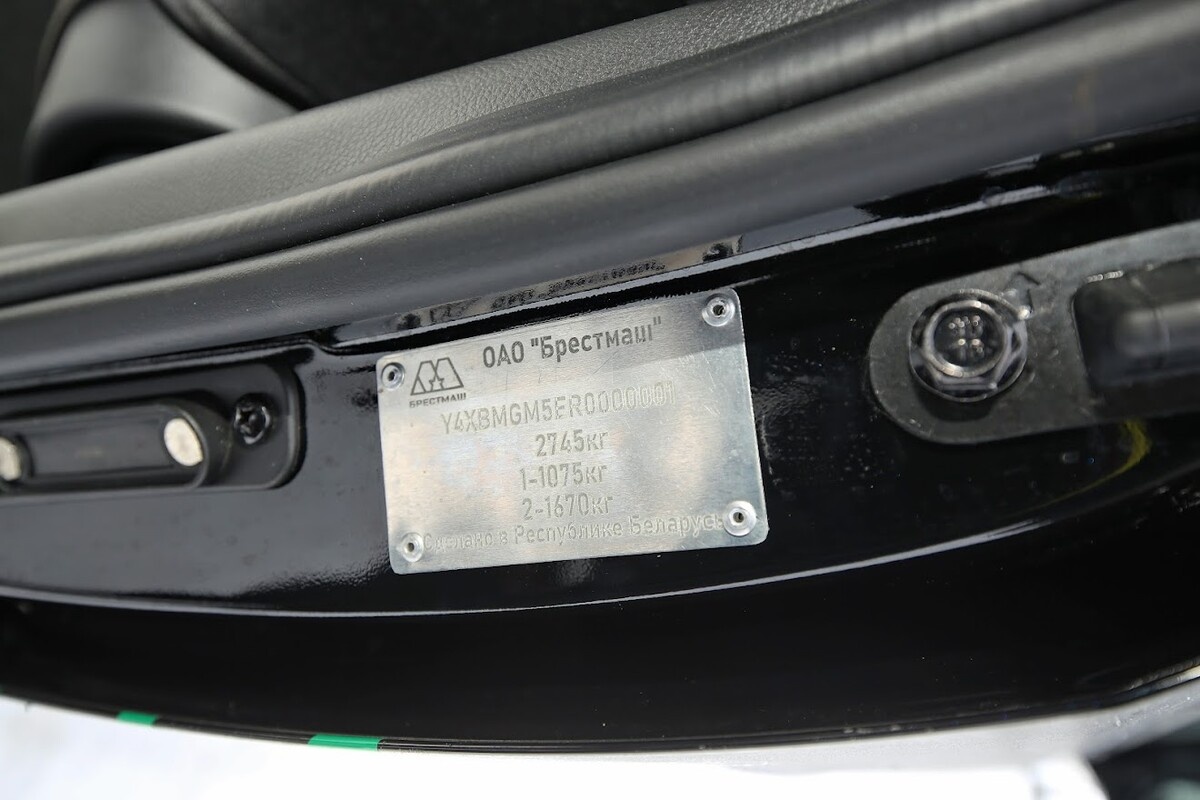 ОАО "Брестмаш"
БРЕСТМАШ
Y4XBMGM5ER0000001
2745кг
1-1075кг
2-1670кг
Сделано в Республике Беларусь